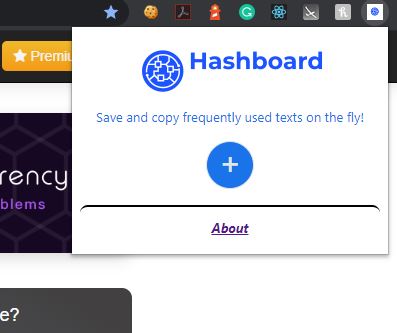 Premiu
Hashboard
Save and copy frequently used texts on the fly!
+
rency
blems
About
e?